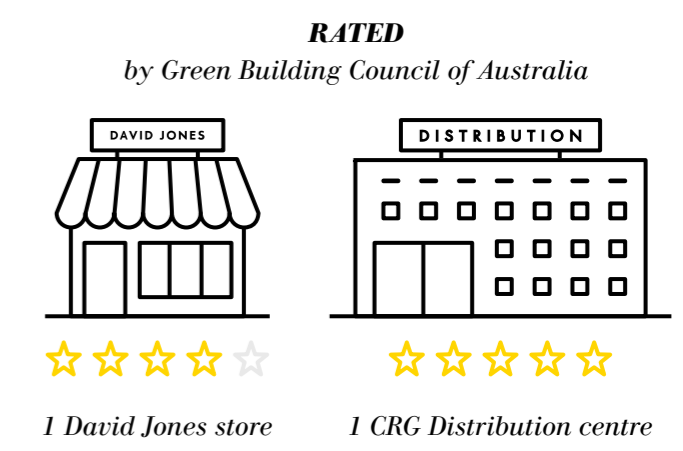 RATED
by Green Building Council of Australia
DAVID JONES
DISTRIBUTION
1 David Jones store
1 CRG Distribution centre